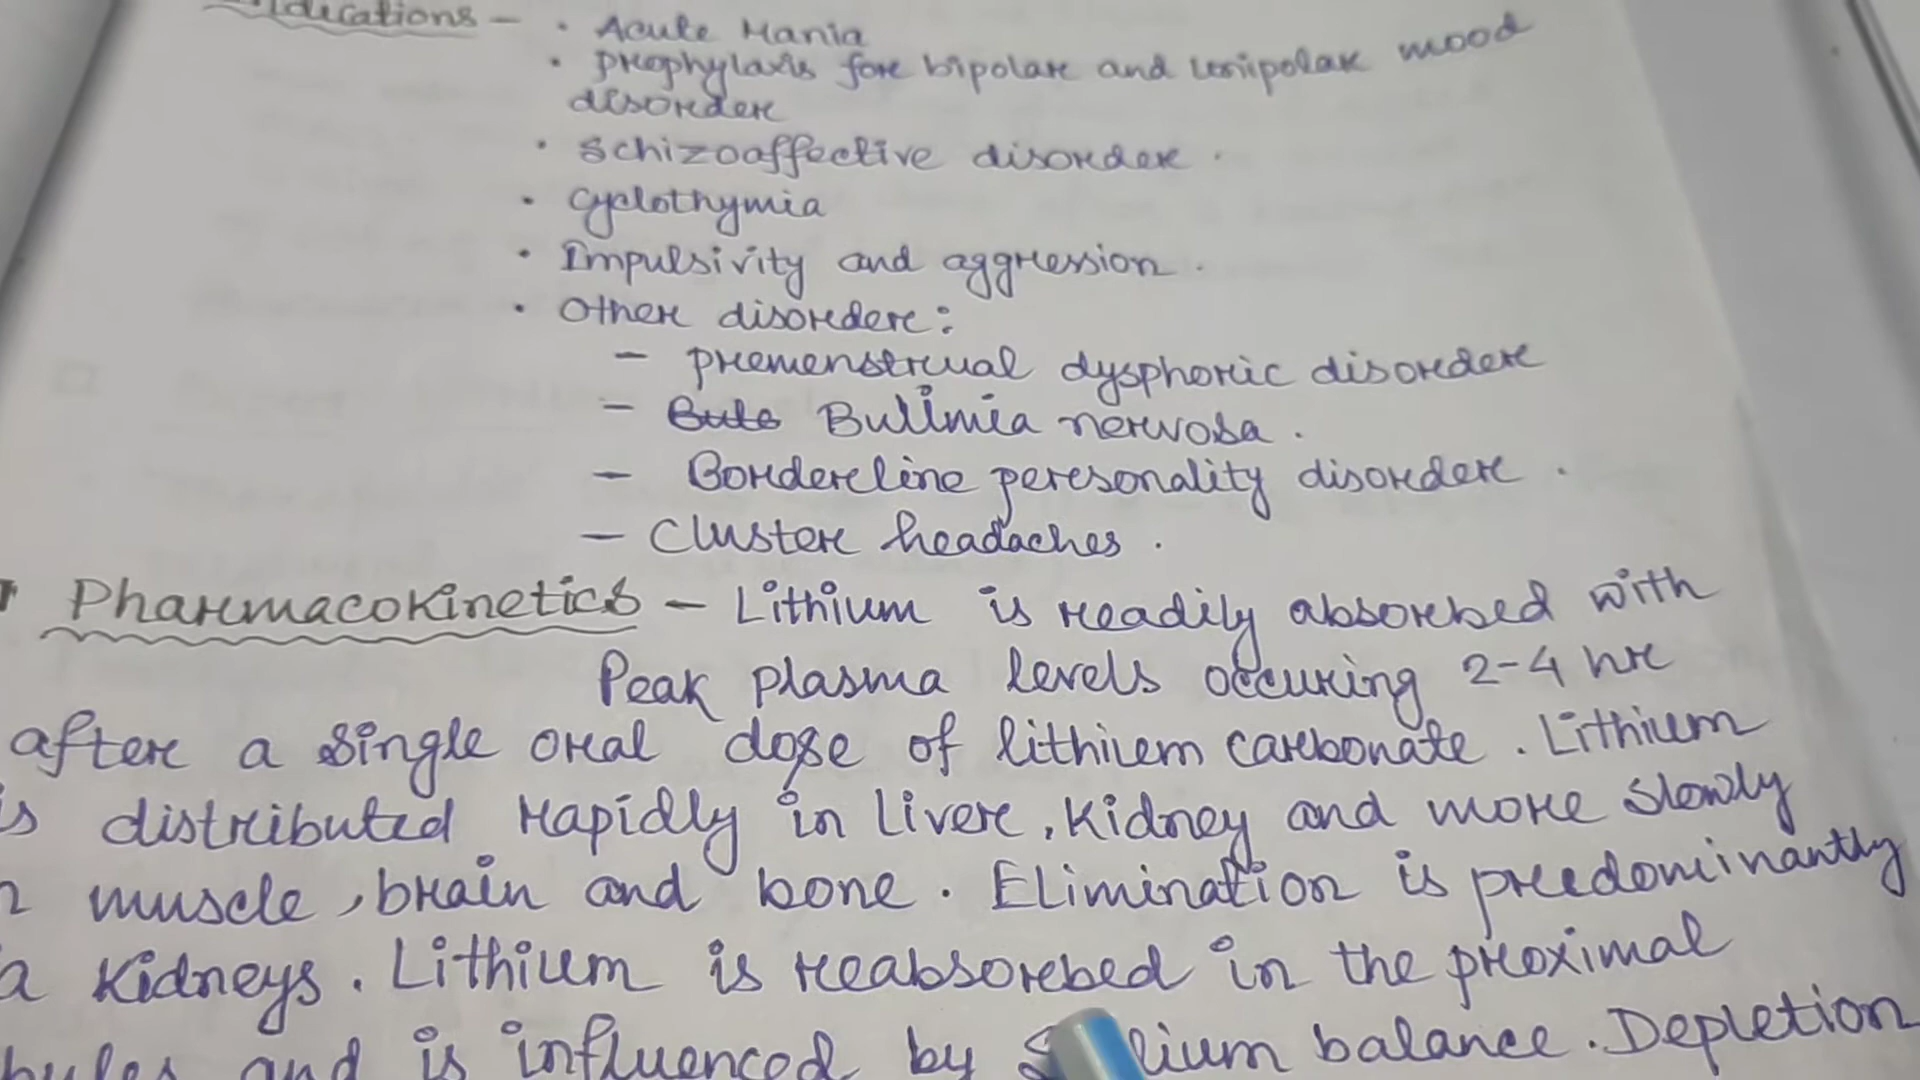 Indications - • Acute Mania
• Prophylaxis for bipolar and unipolar mood
disorder
• Schizoaffective disorder.
• Cyclothymia
• Impulsivity and aggression.
• Other disorder:
- premenstrual dysphoric disorder
- Bulimia nervosa.
- Borderline personality disorder.
- Cluster headaches.
Pharmacokinetics - Lithium is readily absorbed with
Peak plasma levels occuring 2-4 hr
after a single oral dose of lithium carbonate. Lithium
is distributed rapidly in liver, kidney and more slowly
muscle, brain and bone. Elimination is predominantly
kidneys. Lithium is reabsorbed in the proximal
and is influenced by balance. Depletion